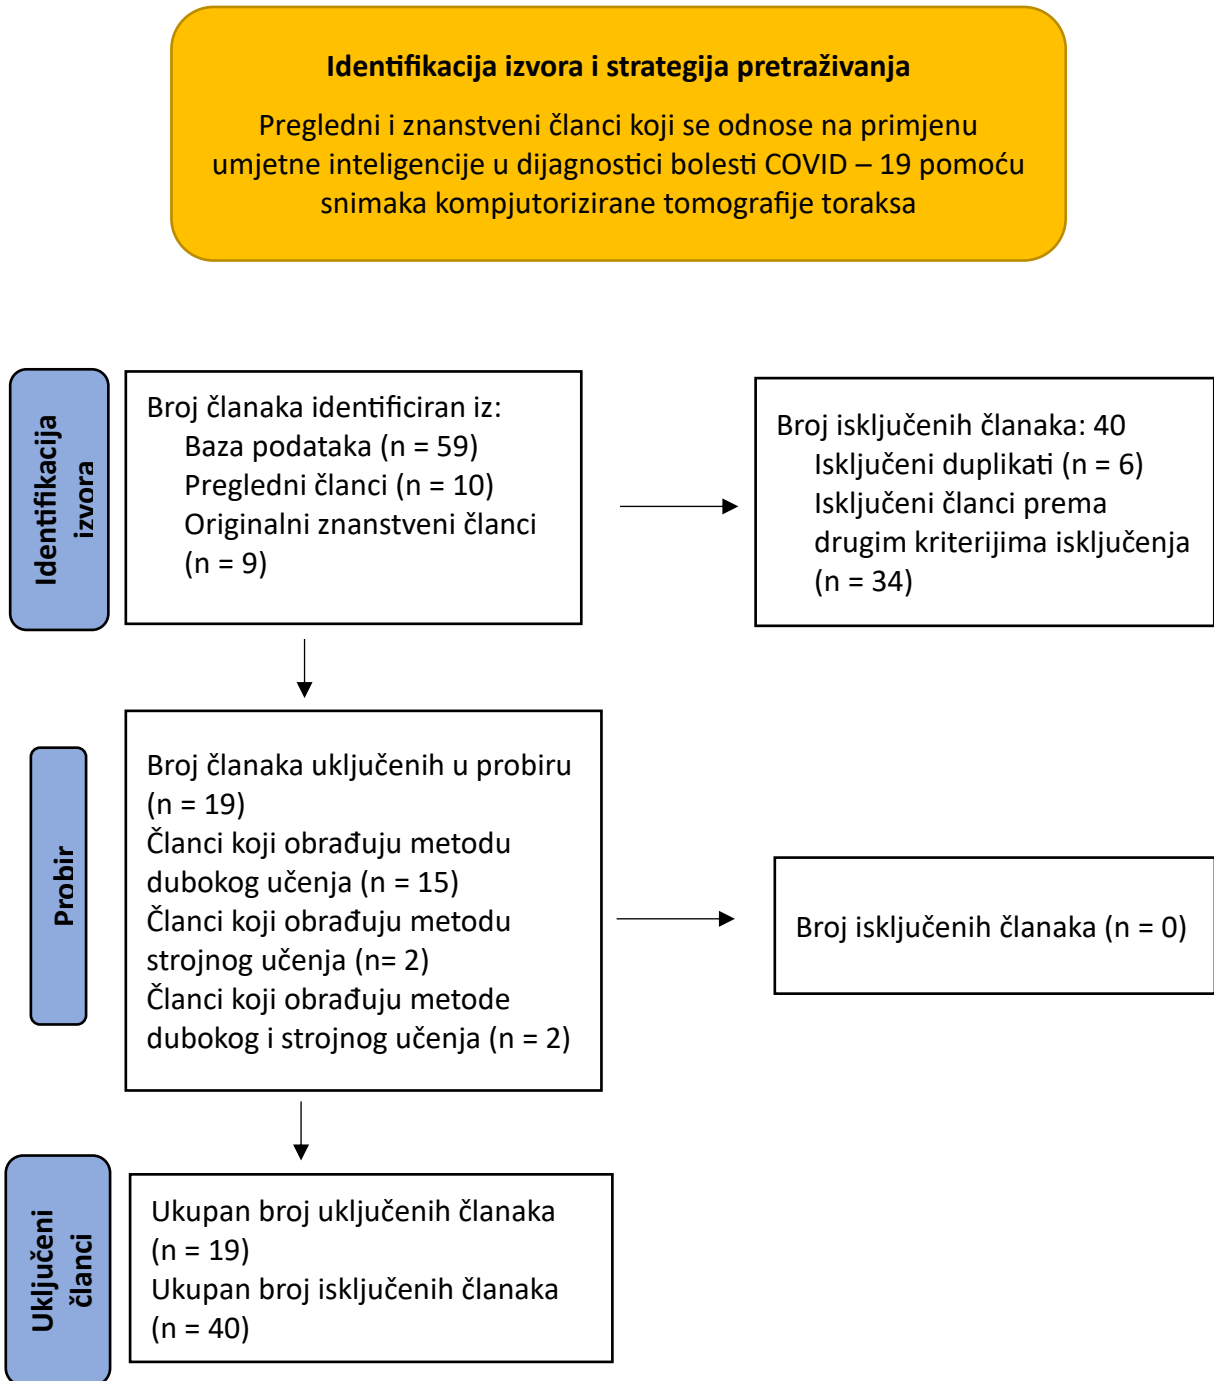 Identifikacija izvora i strategija pretraživanja
Pregledni i znanstveni članci koji se odnose na primjenu
umjetne inteligencije u dijagnostici bolesti COVID – 19 pomoću
snimaka kompjutorizirane tomografije toraksa
Identifikacija
izvora
Broj članaka identificiran iz:
Baza podataka (n = 59)
Pregledni članci (n = 10)
Originalni znanstveni članci
(n = 9)
Broj isključenih članaka: 40
Isključeni duplikati (n = 6)
Isključeni članci prema
drugim kriterijima isključenja
(n = 34)
Probir
Broj članaka uključenih u probiru
(n = 19)
Članci koji obrađuju metodu
dubokog učenja (n = 15)
Članci koji obrađuju metodu
strojnog učenja (n= 2)
Članci koji obrađuju metode
dubokog i strojnog učenja (n = 2)
Broj isključenih članaka (n = 0)
Uključeni
članci
Ukupan broj uključenih članaka
(n = 19)
Ukupan broj isključenih članaka
(n = 40)